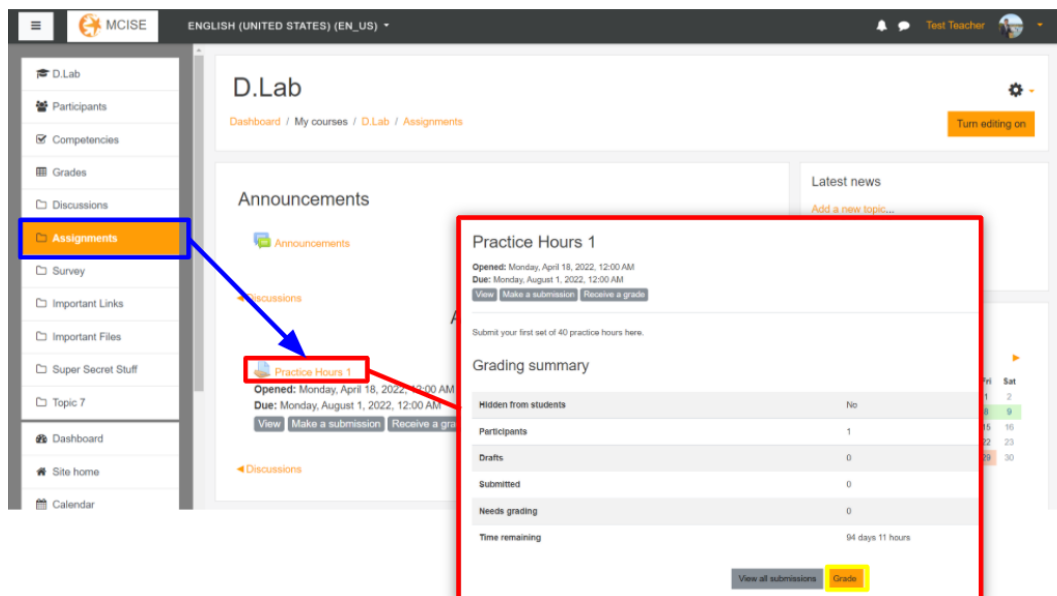 MCISE
ENGLISH (UNITED STATES) (EN_US)
Test Teacher
D.Lab
Participants
Competencies
Grades
Discussions
Assignments
Survey
Important Links
Important Files
Super Secret Stuff
Topic 7
Dashboard
Site home
Calendar
D.Lab
Dashboard / My courses / D.Lab / Assignments
Turn editing on
Announcements
Announcements
Discussions
A
Practice Hours 1
Opened: Monday, April 18, 2022, 12:00 AM
Due: Monday, August 1, 2022, 12:00 AM
View Make a submission Receive a gra
Discussions
Latest news
Add a new topic...
Fri Sat
1 2
8 9
15 16
22 23
29 30
Practice Hours 1
Opened: Monday, April 18, 2022, 12:00 AM
Due: Monday, August 1, 2022, 12:00 AM
View Make a submission Receive a grade
Submit your first set of 40 practice hours here.
Grading summary
Hidden from students No
Participants 1
Drafts 0
Submitted 0
Needs grading 0
Time remaining 94 days 11 hours
View all submissions Grade